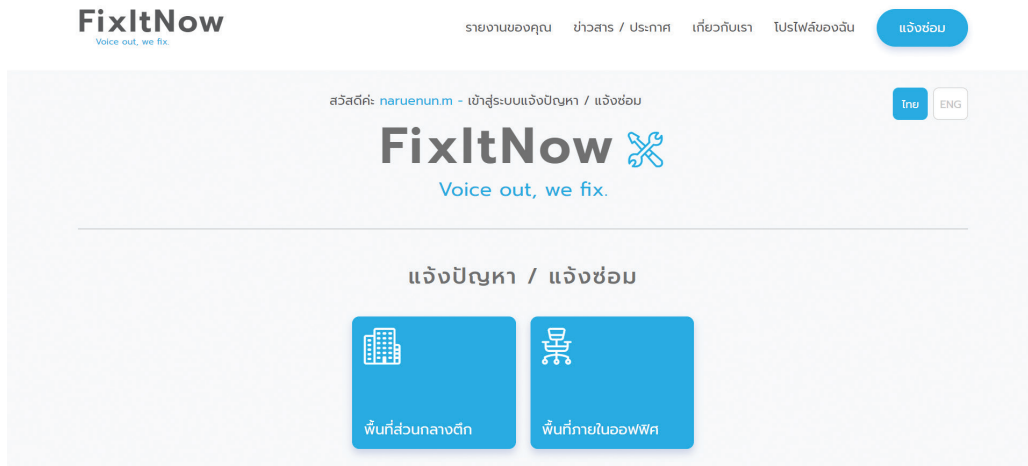 FixItNow
Voice out, we fix.
รายงานของคุณ ข่าวสาร / ประกาศ เกี่ยวกับเรา โปรไฟล์ของฉัน แจ้งซ่อม
สวัสดีค่ะ naruenun.m - เข้าสู่ระบบแจ้งปัญหา / แจ้งซ่อม
ไทย ENG
FixItNow
Voice out, we fix.
แจ้งปัญหา / แจ้งซ่อม
พื้นที่ส่วนกลางตึก
พื้นที่ภายในออฟฟิศ